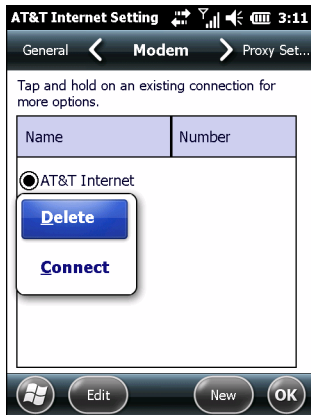 AT&T Internet Setting 3:11
General Modem Proxy Set...
Tap and hold on an existing connection for
more options.
Name Number
AT&T Internet
Delete
Connect
Edit New OK